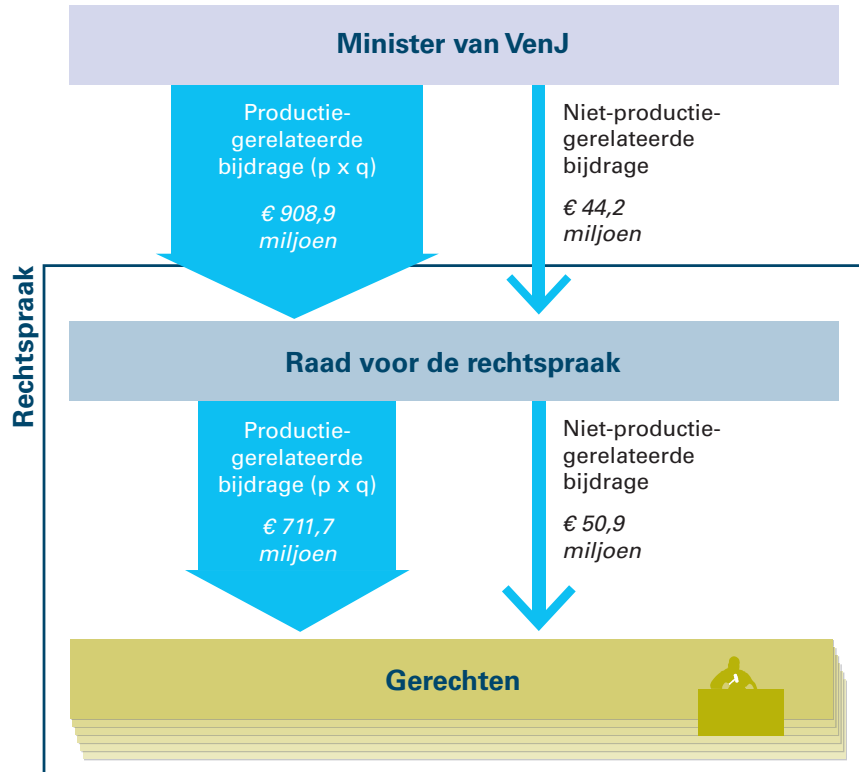 Minister van VenJ
Productie-
gerelateerde
bijdrage (p x q)
€ 908,9
miljoen
Niet-productie-
gerelateerde
bijdrage
€ 44,2
miljoen
Rechtspraak
Raad voor de rechtspraak
Productie-
gerelateerde
bijdrage (p x q)
€ 711,7
miljoen
Niet-productie-
gerelateerde
bijdrage
€ 50,9
miljoen
Gerechten